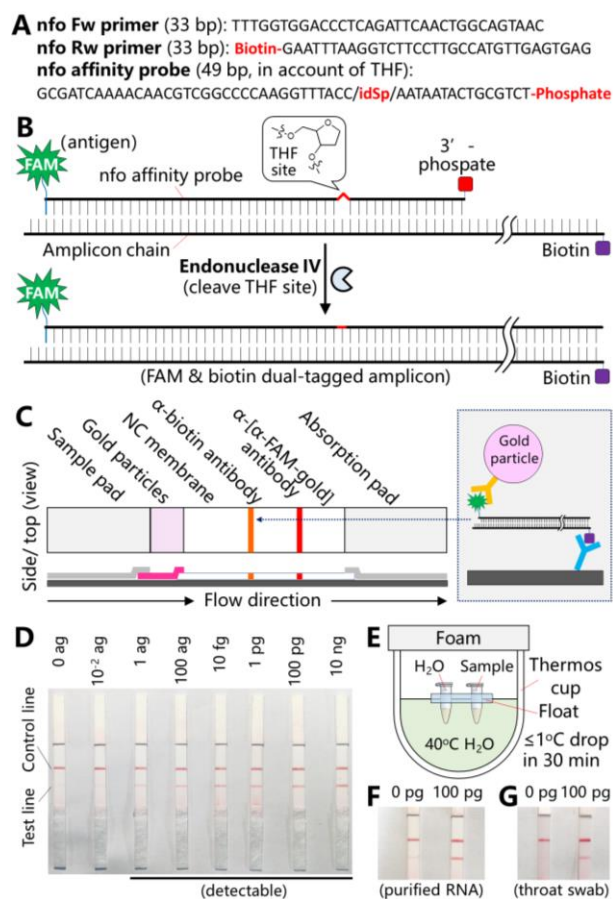 A
nfo Fw primer (33 bp): TTTGGTGGACCCTCAGATTCAACTGGCAGTAAC
nfo Rw primer (33 bp): Biotin-GAATTTAAGGTCTTCCTTGCCATGTTGAGTGAG
nfo affinity probe (49 bp, in account of THF):
GCGATCAAAACAACGTCGGCCCCAAGGTTTACC/idSp/AATAATACTGCGTCT-Phosphate
B
(antigen)
FAM
nfo affinity probe
O
O
THF
site
3′ -
phospate
Amplicon chain
Biotin
Endonuclease IV
(cleave THF site)
FAM
(FAM & biotin dual-tagged amplicon)
Biotin
C
Side/ top (view)
Sample pad
Gold particles
NC membrane
α-biotin antibody
α-[α-FAM-gold]
antibody
Absorption pad
Flow direction
Gold
particle
D
0 ag
10⁻² ag
1 ag
100 ag
10 fg
1 pg
100 pg
10 ng
Control line
Test line
(detectable)
E
Foam
H₂O
Sample
Thermos
cup
Float
40°C H₂O
≤1°C drop
in 30 min
F
0 pg
100 pg
(purified RNA)
G
0 pg
100 pg
(throat swab)